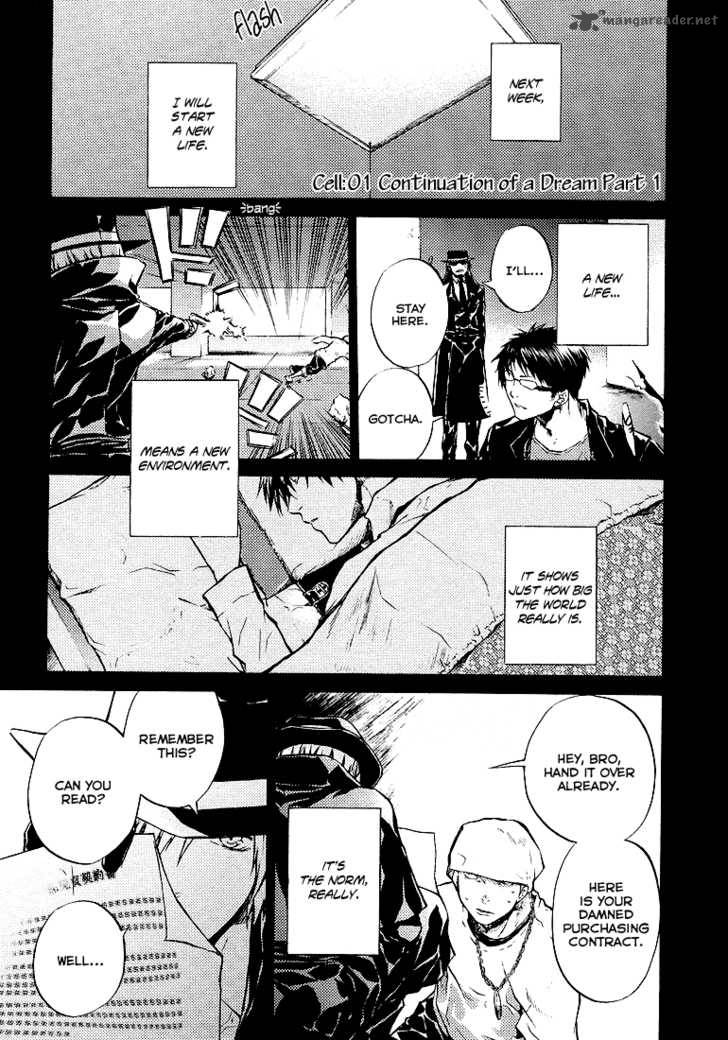 mangareader.net
flash
NEXT
WEEK,
I WILL
START
A NEW
LIFE.
Cell:01 Continuation of a Dream Part 1
A NEW
LIFE...
I'LL...
STAY
HERE.
GOTCHA.
bang
MEANS A NEW
ENVIRONMENT.
IT SHOWS
JUST HOW BIG
THE WORLD
REALLY IS.
HEY, BRO,
HAND IT OVER
ALREADY.
HERE
IS YOUR
DAMNED
PURCHASING
CONTRACT.
IT'S
THE NORM,
REALLY.
REMEMBER
THIS?
CAN YOU
READ?
WELL...